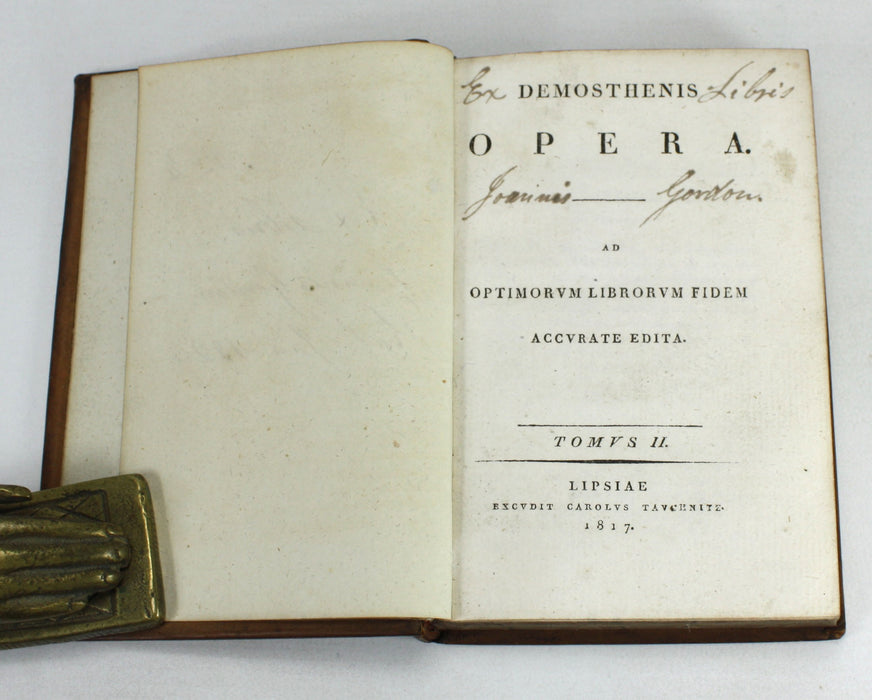 Ex DEMOSTHENIS Libris
OPERA.
Joannis Gordon.
AD
OPTIMORVM LIBRORVM FIDEM
ACCVRATE EDITA.
TOMVS II.
LIPSIAE
EXCVDIT CAROLVS TAVCHNITZ.
1817.